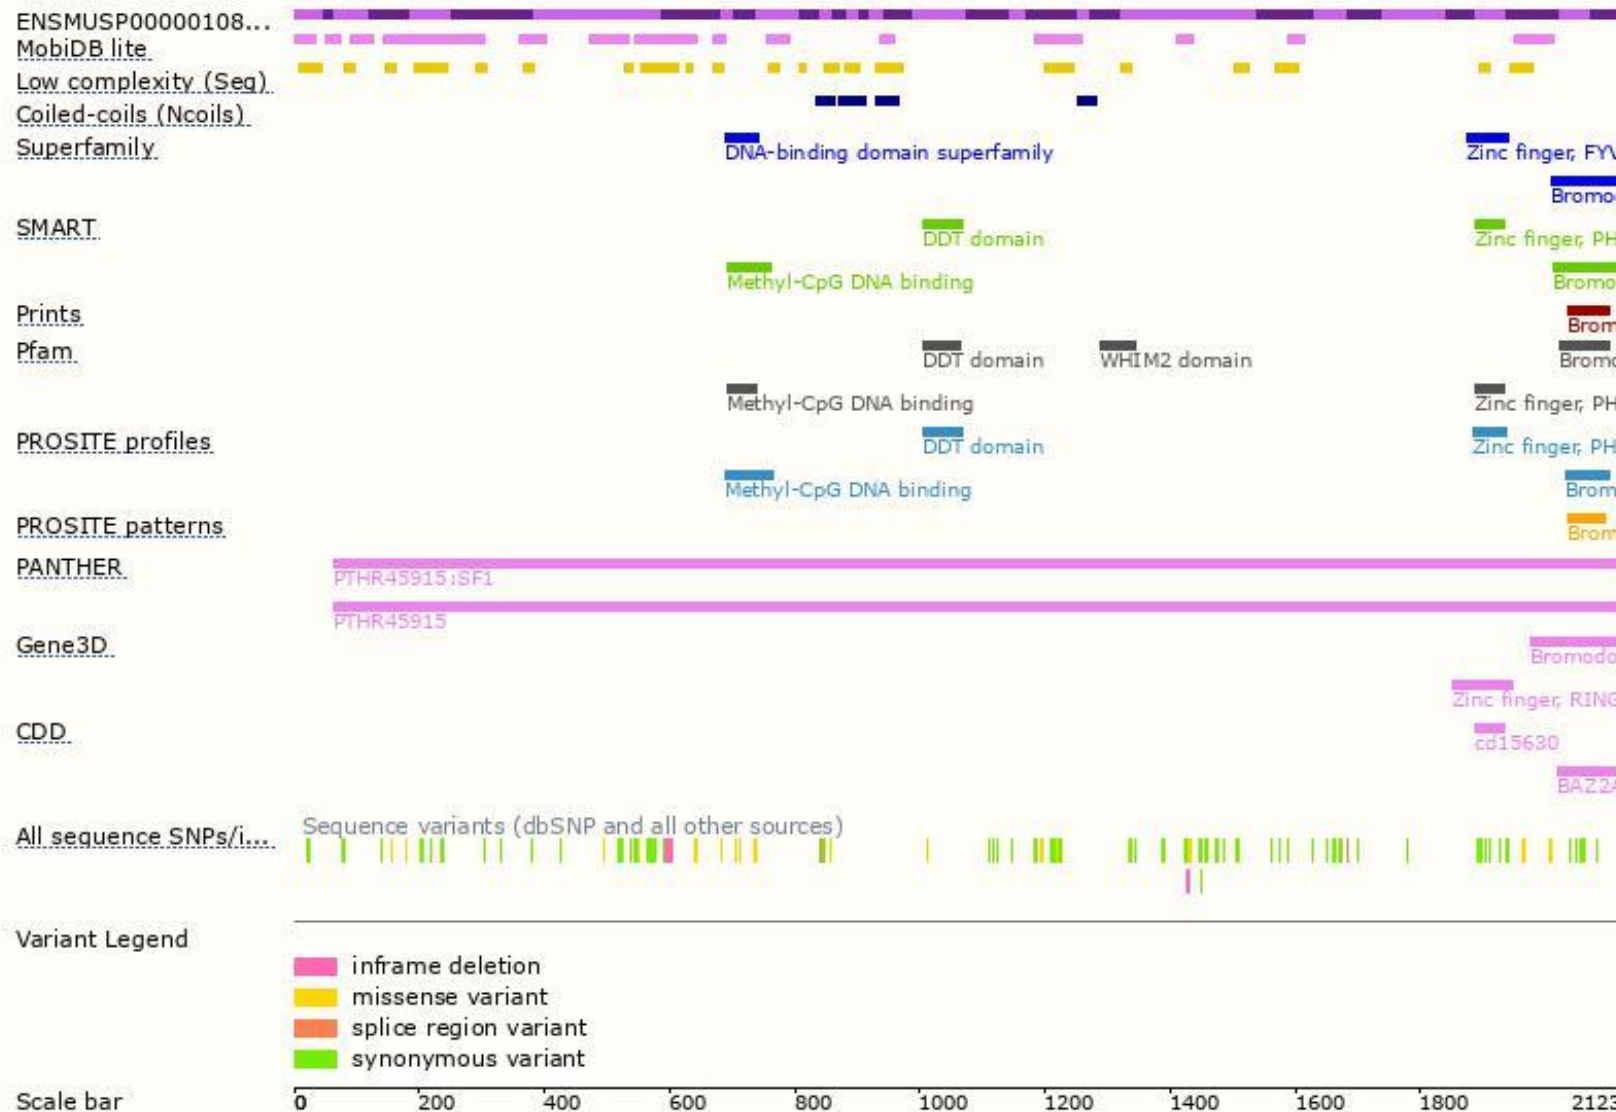 ENSMUSP00000108...
MobiDB lite
Low complexity (Seg)
Coiled-coils (Ncoils)
Superfamily
DNA-binding domain superfamily
Zinc finger, FYV
Bromo
SMART
DDT domain
Zinc finger, PH
Methyl-CpG DNA binding
Bromo
Prints
Brom
Pfam
DDT domain
WHIM2 domain
Bromo
Methyl-CpG DNA binding
Zinc finger, PH
PROSITE profiles
DDT domain
Zinc finger, PH
Methyl-CpG DNA binding
Brom
PROSITE patterns
Brom
PANTHER
PTHR45915:SF1
PTHR45915
Gene3D
Bromodo
Zinc finger, RING
CDD
cd15630
BAZ2A
All sequence SNPs/i...
Sequence variants (dbSNP and all other sources)
Variant Legend
inframe deletion
missense variant
splice region variant
synonymous variant
Scale bar
0 200 400 600 800 1000 1200 1400 1600 1800 2123